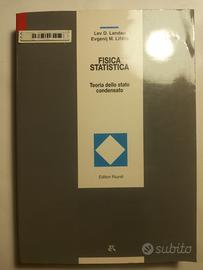 Lev D. Landau
Evgenij M. Lifšits
FISICA
STATISTICA
Teoria dello stato
condensato
Editori Riuniti
subito